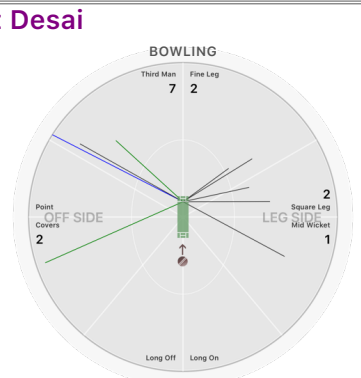 t Desai
BOWLING
Third Man Fine Leg
7 2
Point
OFF SIDE
Covers
2
2
Square Leg
LEG SIDE
Mid Wicket
1
Long Off Long On